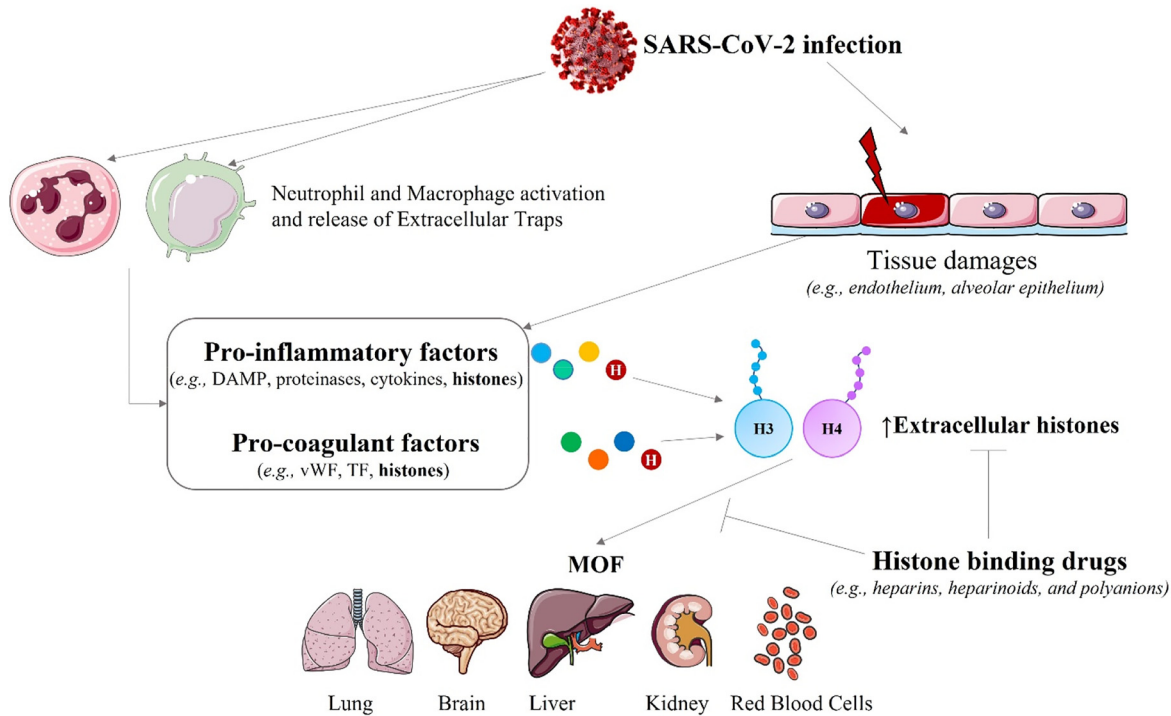 SARS-CoV-2 infection
Neutrophil and Macrophage activation
and release of Extracellular Traps
Tissue damages
(e.g., endothelium, alveolar epithelium)
Pro-inflammatory factors
(e.g., DAMP, proteinases, cytokines, histones)
H
Pro-coagulant factors
(e.g., vWF, TF, histones)
H
H3
H4
↑Extracellular histones
MOF
Histone binding drugs
(e.g., heparins, heparinoids, and polyanions)
Lung
Brain
Liver
Kidney
Red Blood Cells